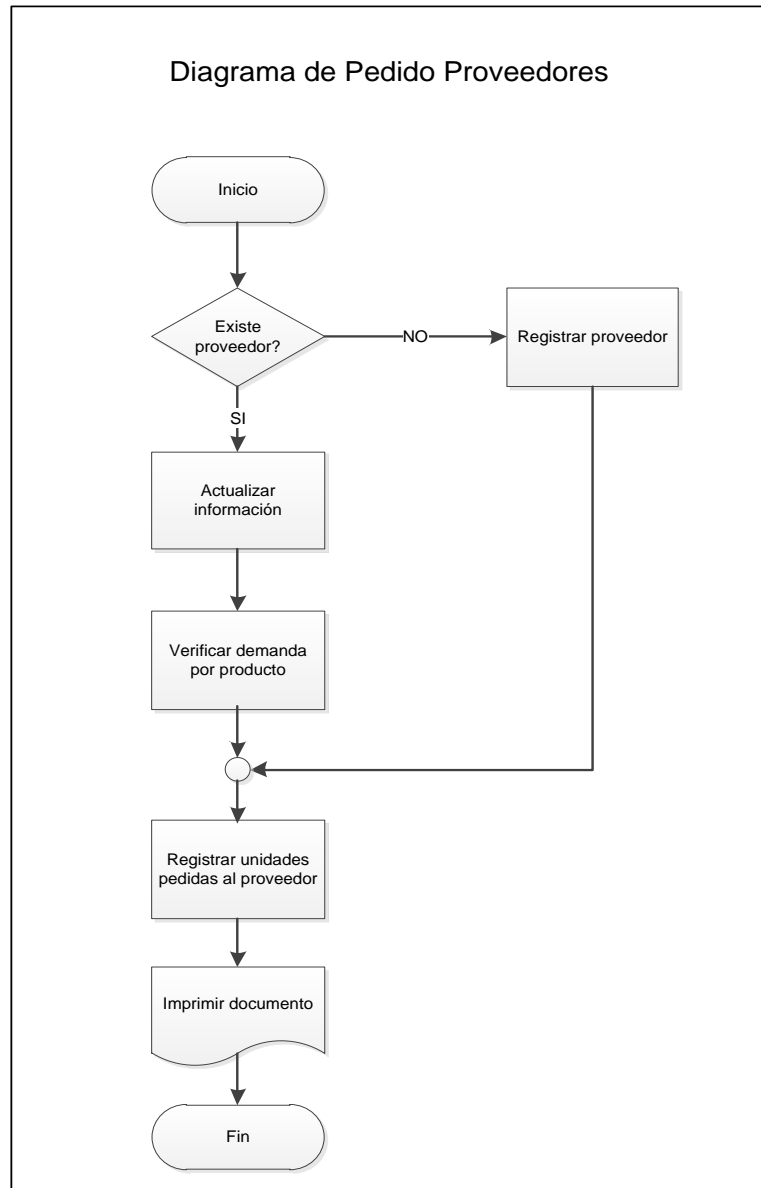 Diagrama de Pedido Proveedores
Inicio
Existe
proveedor?
NO
Registrar proveedor
SI
Actualizar
información
Verificar demanda
por producto
Registrar unidades
pedidas al proveedor
Imprimir documento
Fin